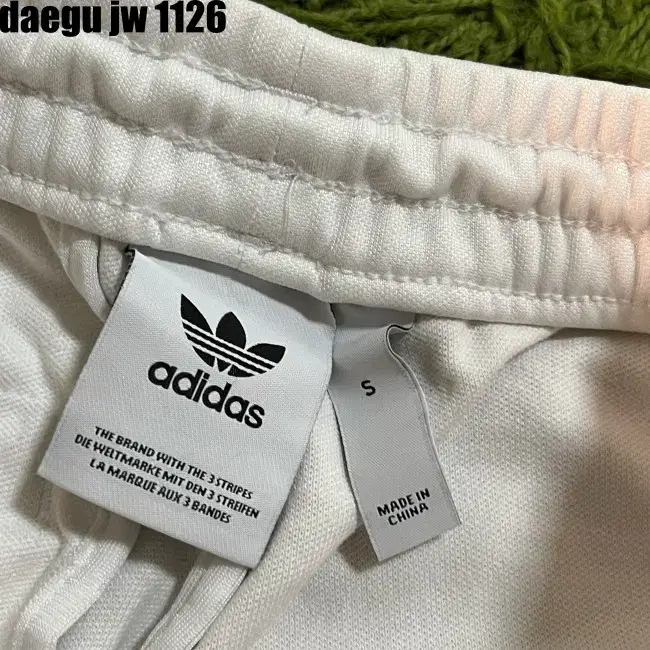 daegu jw 1126
adidas
THE BRAND WITH THE 3 STRIPES
DIE WELTMARKE MIT DEN 3 STREIFEN
LA MARQUE AUX 3 BANDES
S
MADE IN
CHINA